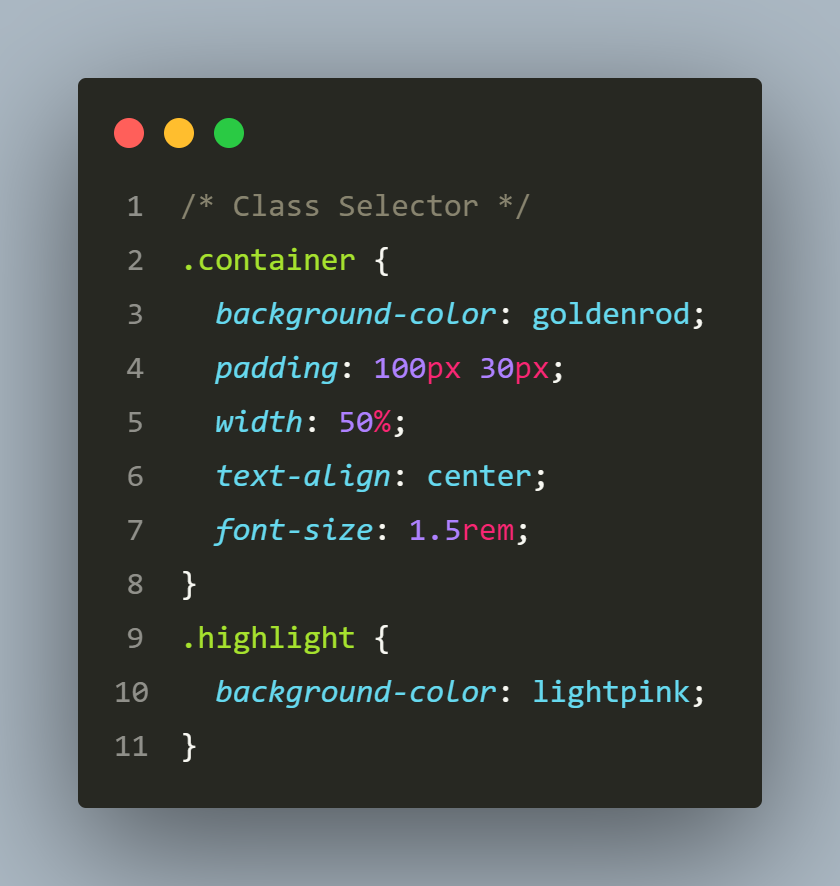 1 /* Class Selector */
2 .container {
3   background-color: goldenrod;
4   padding: 100px 30px;
5   width: 50%;
6   text-align: center;
7   font-size: 1.5rem;
8 }
9 .highlight {
10   background-color: lightpink;
11 }